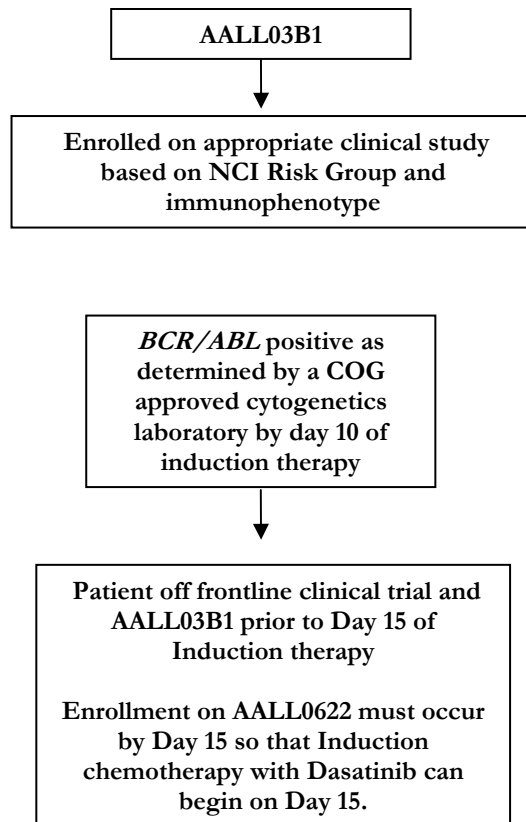 AALL03B1
Enrolled on appropriate clinical study
based on NCI Risk Group and
immunophenotype
BCR/ABL positive as
determined by a COG
approved cytogenetics
laboratory by day 10 of
induction therapy
Patient off frontline clinical trial and
AALL03B1 prior to Day 15 of
Induction therapy
Enrollment on AALL0622 must occur
by Day 15 so that Induction
chemotherapy with Dasatinib can
begin on Day 15.